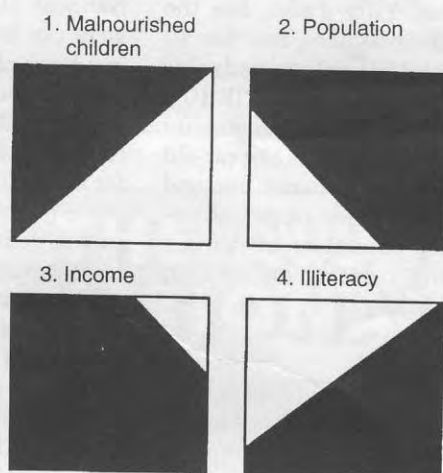 1. Malnourished
children
2. Population
3. Income
4. Illiteracy